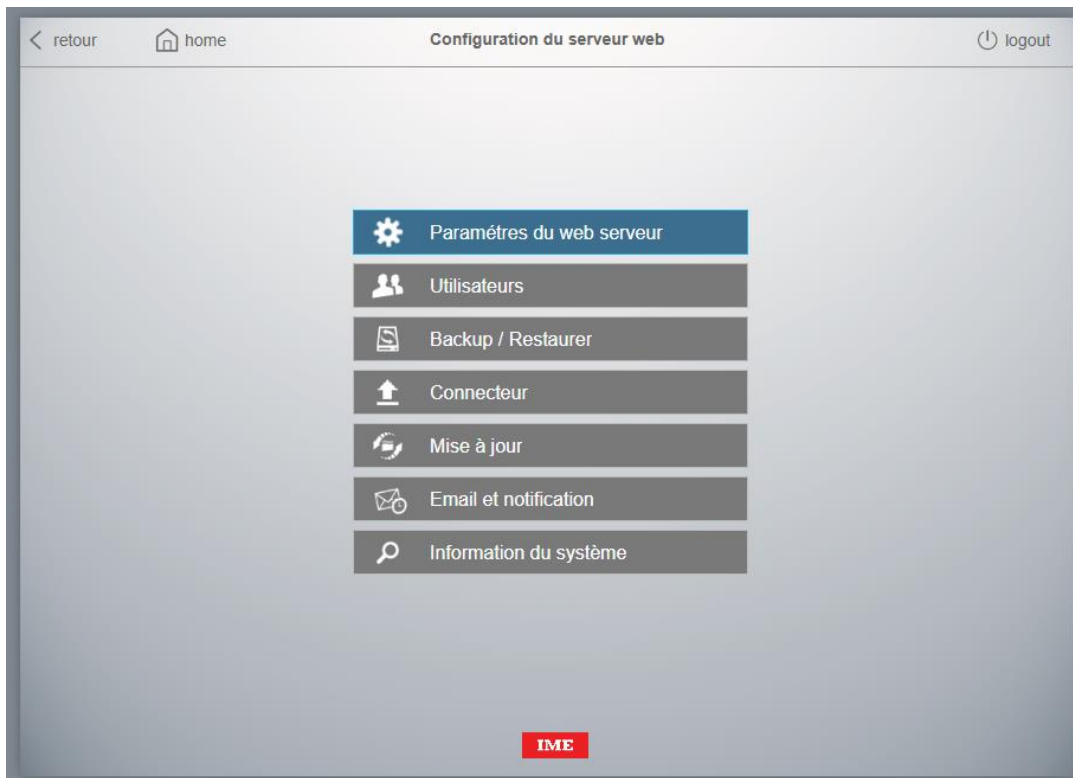 retour home Configuration du serveur web logout
Paramétres du web serveur
Utilisateurs
Backup / Restaurer
Connecteur
Mise à jour
Email et notification
Information du système
IME